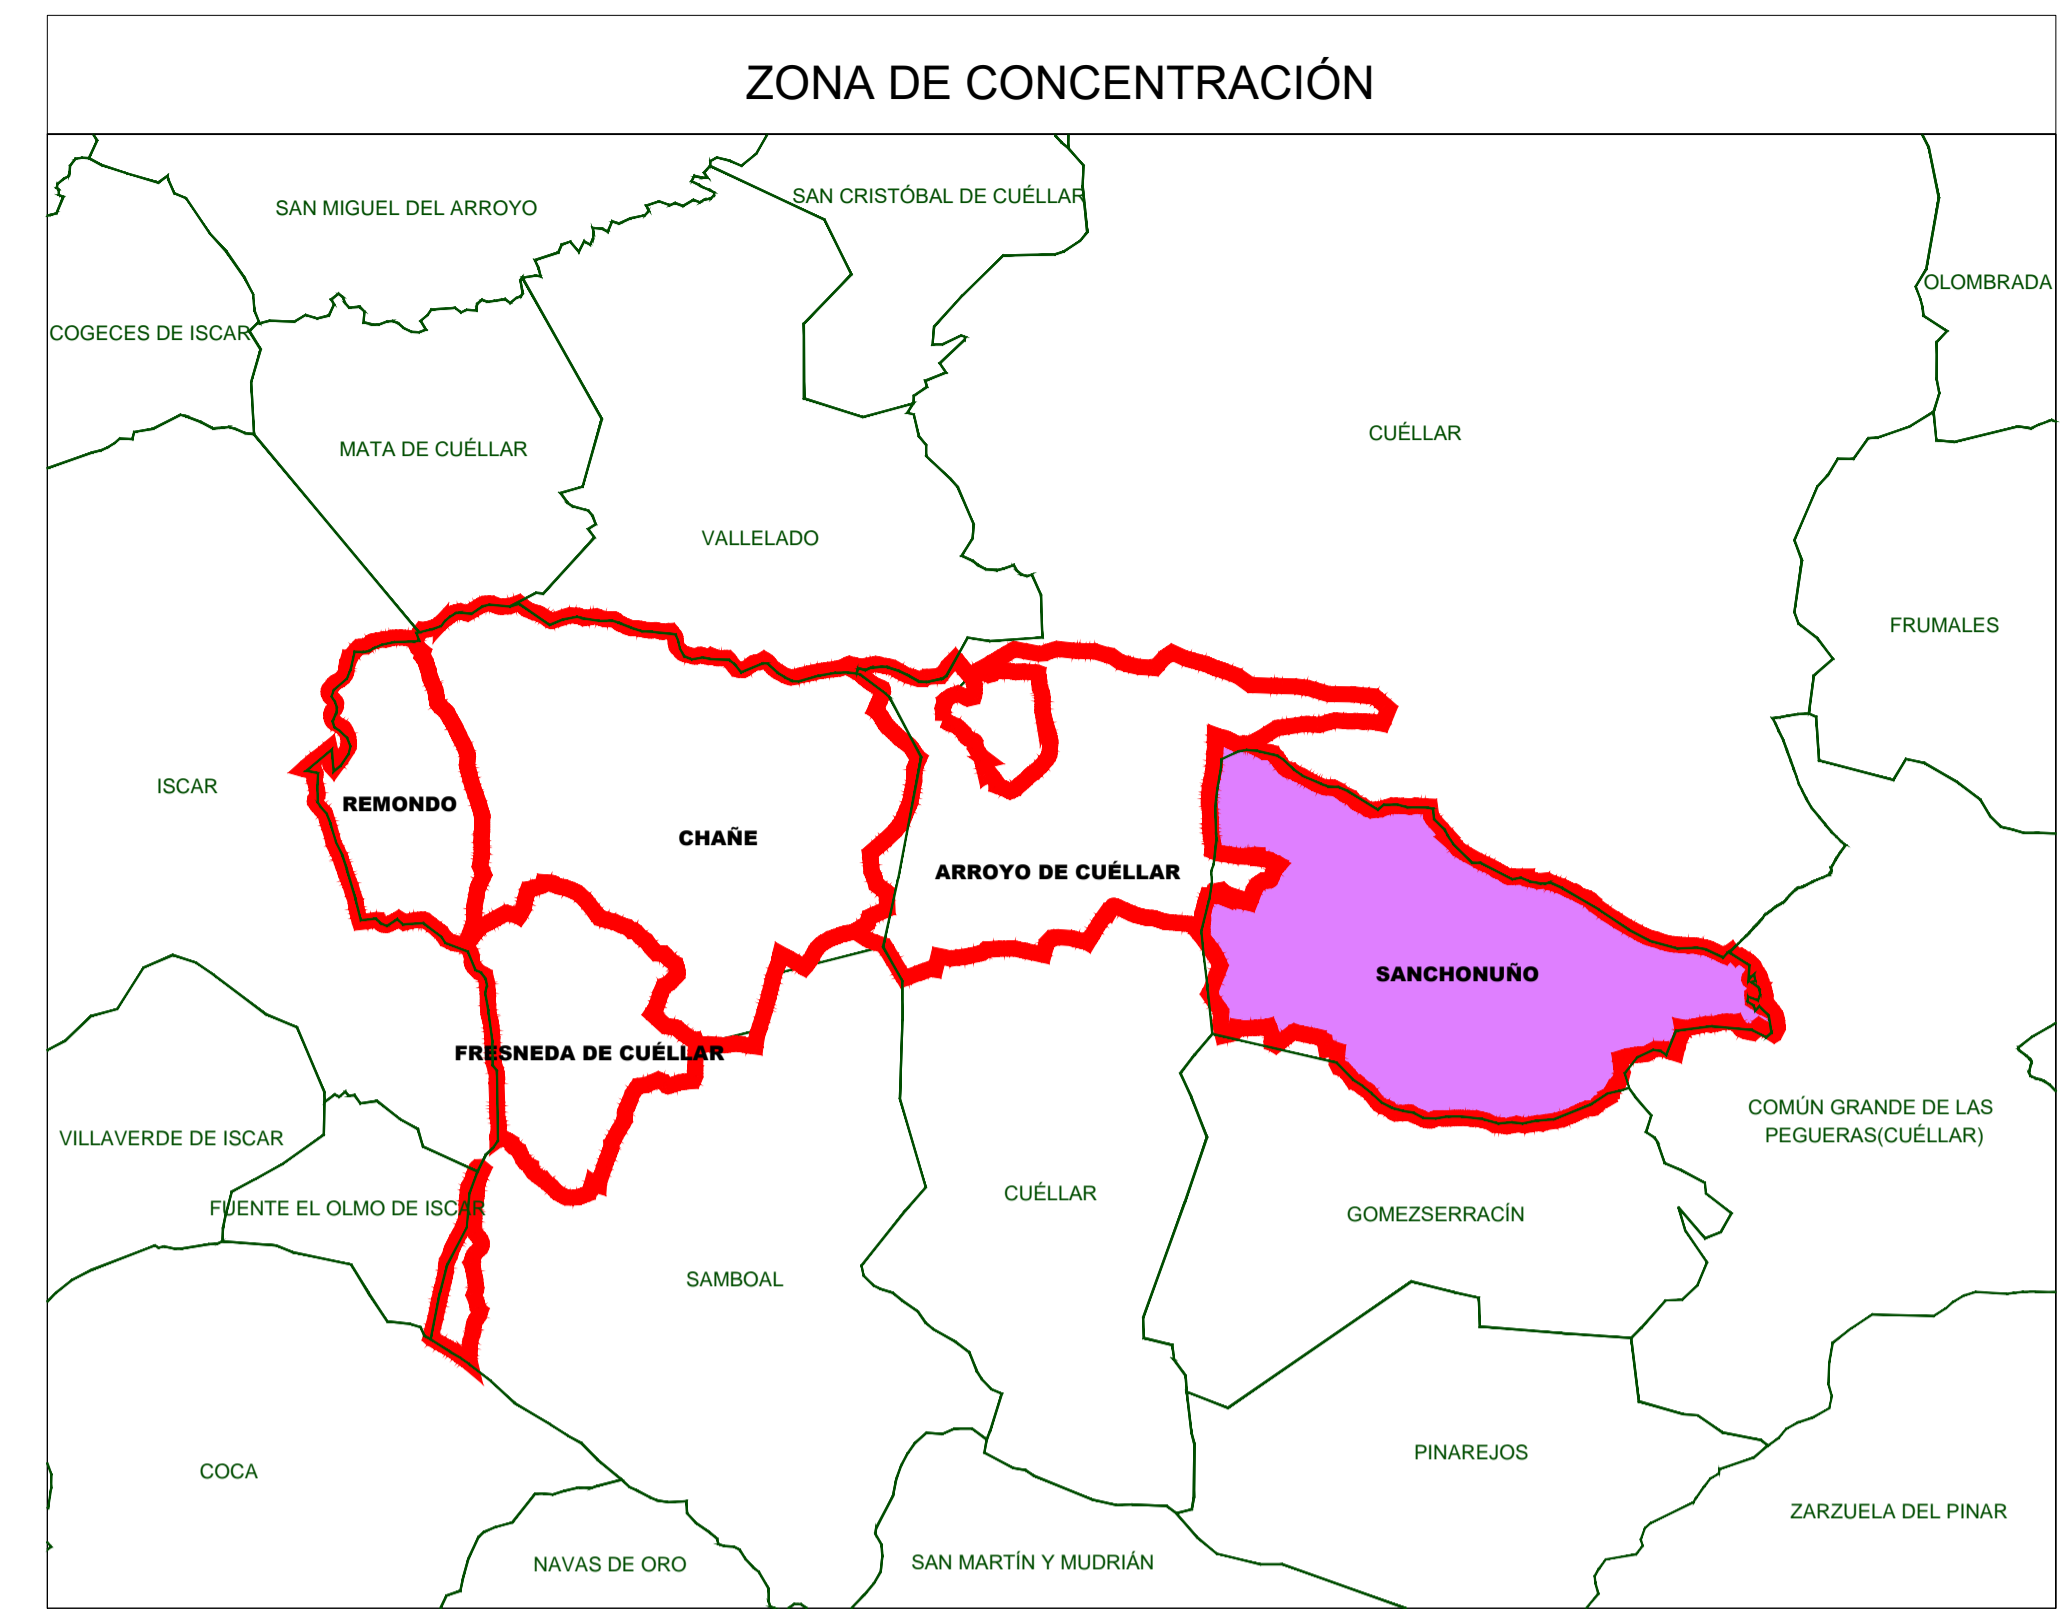 ZONA DE CONCENTRACIÓN
SAN MIGUEL DEL ARROYO
SAN CRISTÓBAL DE CUÉLLAR
OLOMBRADA
COGECES DE ISCAR
CUÉLLAR
MATA DE CUÉLLAR
VALLELADO
FRUMALES
ISCAR
REMONDO
CHAÑE
ARROYO DE CUÉLLAR
SANCHONUÑO
FRESNEDA DE CUÉLLAR
COMÚN GRANDE DE LAS
PEGUERAS(CUÉLLAR)
VILLAVERDE DE ISCAR
CUÉLLAR
FUENTE EL OLMO DE ISCAR
GOMEZSERRACÍN
SAMBOAL
PINAREJOS
COCA
ZARZUELA DEL PINAR
NAVAS DE ORO
SAN MARTÍN Y MUDRIÁN